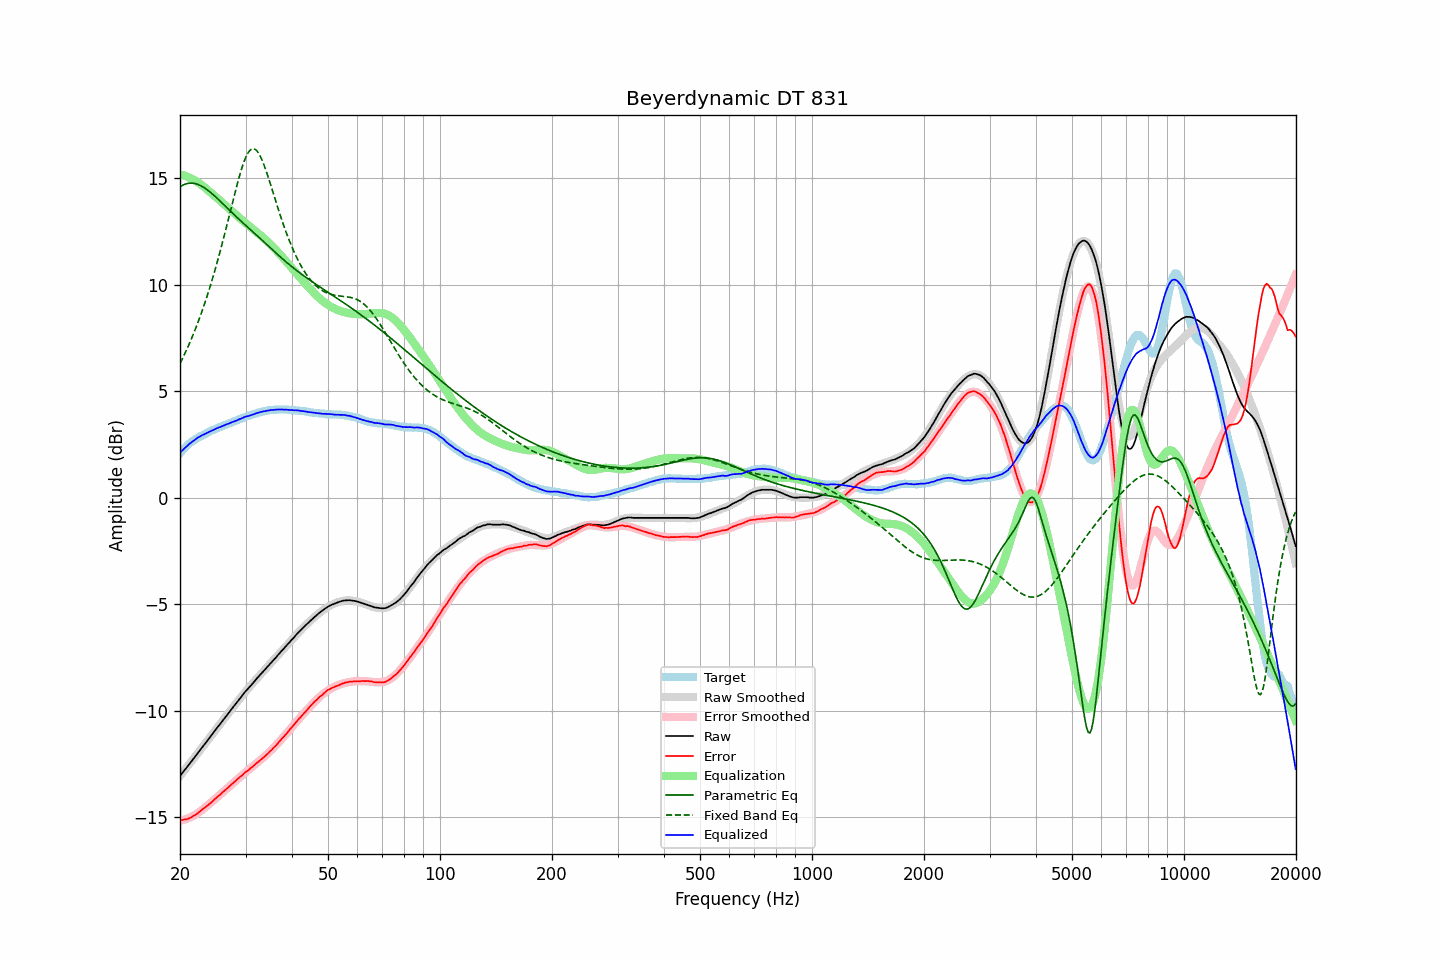 Beyerdynamic DT 831
Amplitude (dBr)
15
10
5
0
−5
−10
−15
Target
Raw Smoothed
Error Smoothed
Raw
Error
Equalization
Parametric Eq
Fixed Band Eq
Equalized
20
50
100
200
500
1000
2000
5000
10000
20000
Frequency (Hz)